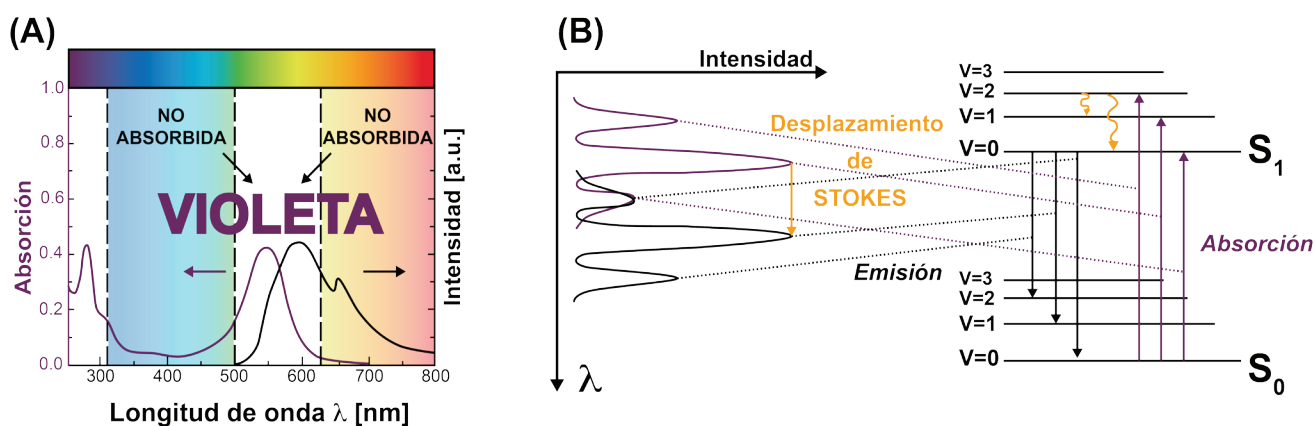 (A)
1.0
0.8
0.6
0.4
0.2
0.0
Absorción
NO
ABSORBIDA
NO
ABSORBIDA
VIOLETA
Intensidad [a.u.]
300
400
500
600
700
800
Longitud de onda λ [nm]
(B)
Intensidad
λ
Desplazamiento
de
STOKES
Emisión
Absorción
V=3
V=2
V=1
V=0
S1
V=3
V=2
V=1
V=0
S0